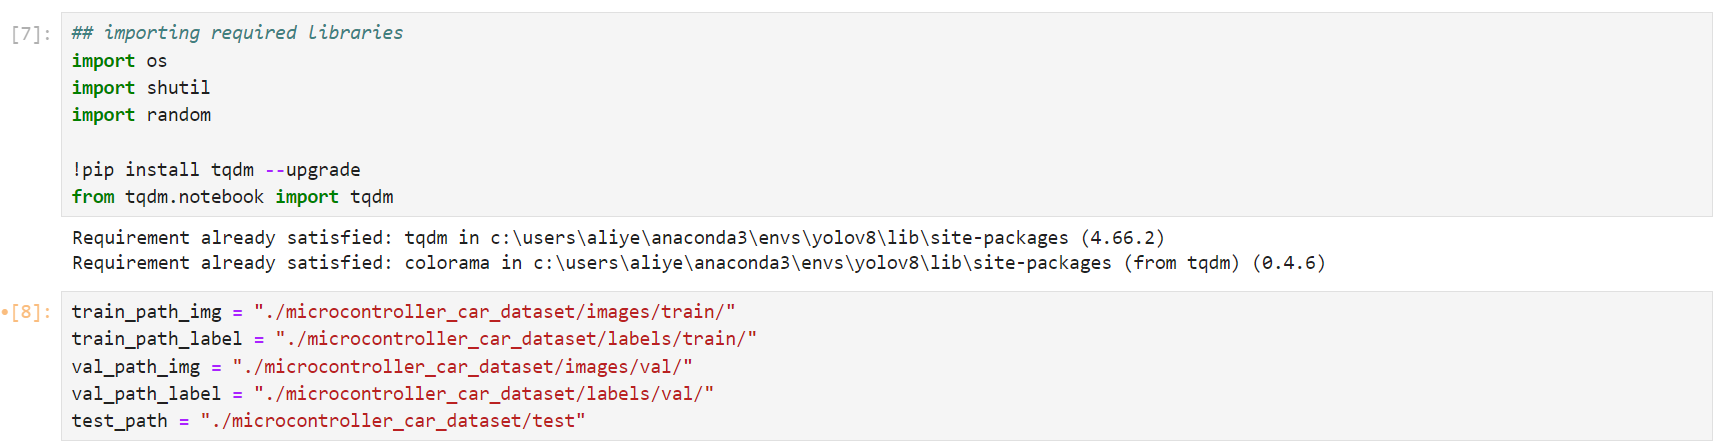 [7]:
## importing required libraries
import os
import shutil
import random
!pip install tqdm --upgrade
from tqdm.notebook import tqdm
Requirement already satisfied: tqdm in c:\users\aliye\anaconda3\envs\yolov8\lib\site-packages (4.66.2)
Requirement already satisfied: colorama in c:\users\aliye\anaconda3\envs\yolov8\lib\site-packages (from tqdm) (0.4.6)
•[8]:
train_path_img = "./microcontroller_car_dataset/images/train/"
train_path_label = "./microcontroller_car_dataset/labels/train/"
val_path_img = "./microcontroller_car_dataset/images/val/"
val_path_label = "./microcontroller_car_dataset/labels/val/"
test_path = "./microcontroller_car_dataset/test"